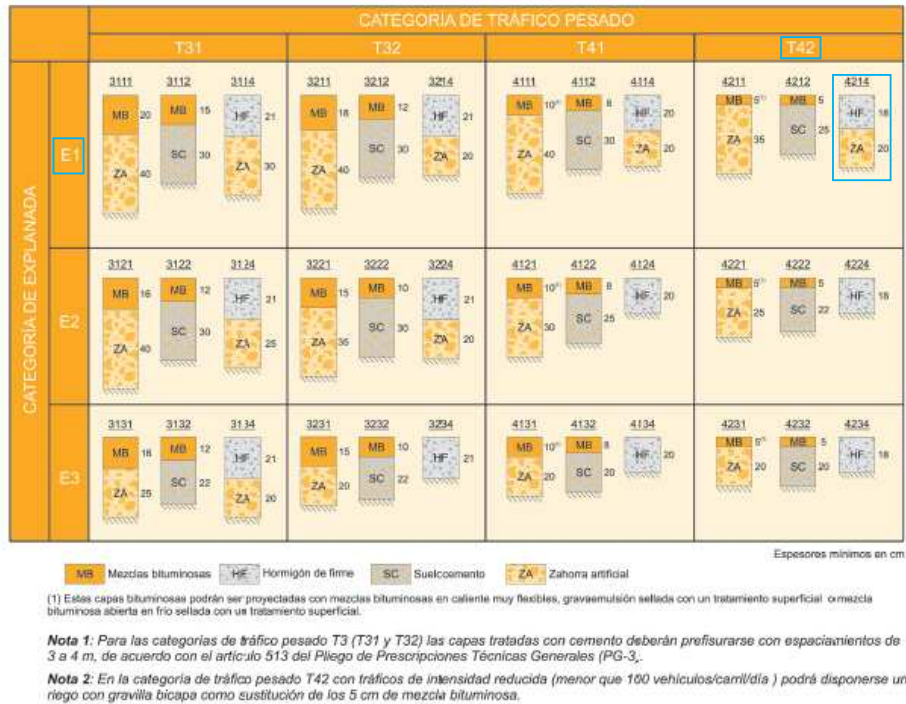 CATEGORÍA DE TRÁFICO PESADO
T31 T32 T41 T42
CATEGORÍA DE EXPLANADA
E1
3111 3112 3114 3211 3212 3214 4111 4112 4114 4211 4212 4214
MB 20 MB 15 HF 21 MB 18 MB 12 HF 21 MB 10(1) MB 8 HF 20 MB 5(1) MB 5 HF 18
ZA 40 SC 30 ZA 30 ZA 40 SC 30 ZA 20 ZA 40 SC 30 ZA 20 ZA 35 SC 25 ZA 20
E2
3121 3122 3124 3221 3222 3224 4121 4122 4124 4221 4222 4224
MB 16 MB 12 HF 21 MB 15 MB 10 HF 21 MB 10(1) MB 8 HF 20 MB 5(1) MB 5 HF 18
ZA 40 SC 30 ZA 25 ZA 35 SC 30 ZA 20 ZA 30 SC 25 ZA 25 SC 22
E3
3131 3132 3134 3231 3232 3234 4131 4132 4134 4231 4232 4234
MB 16 MB 12 HF 21 MB 15 MB 10 HF 21 MB 10(1) MB 8 HF 20 MB 5(1) MB 5 HF 18
ZA 25 SC 22 ZA 20 ZA 20 SC 22 ZA 20 SC 20 ZA 20 SC 20
Espesores mínimos en cm
MB Mezclas bituminosas HF Hormigón de firme SC Suelocemento ZA Zahorra artificial
(1) Estas capas bituminosas podrán ser proyectadas con mezclas bituminosas en caliente muy flexibles, gravaemulsión sellada con un tratamiento superficial o mezcla
bituminosa abierta en frío sellada con un tratamiento superficial.
Nota 1: Para las categorías de tráfico pesado T3 (T31 y T32) las capas tratadas con cemento deberán prefisurarse con espaciamientos de
3 a 4 m, de acuerdo con el artículo 513 del Pliego de Prescripciones Técnicas Generales (PG-3).
Nota 2: En la categoría de tráfico pesado T42 con tráficos de intensidad reducida (menor que 100 vehículos/carril/día ) podrá disponerse un
riego con gravilla bicapa como sustitución de los 5 cm de mezcla bituminosa.